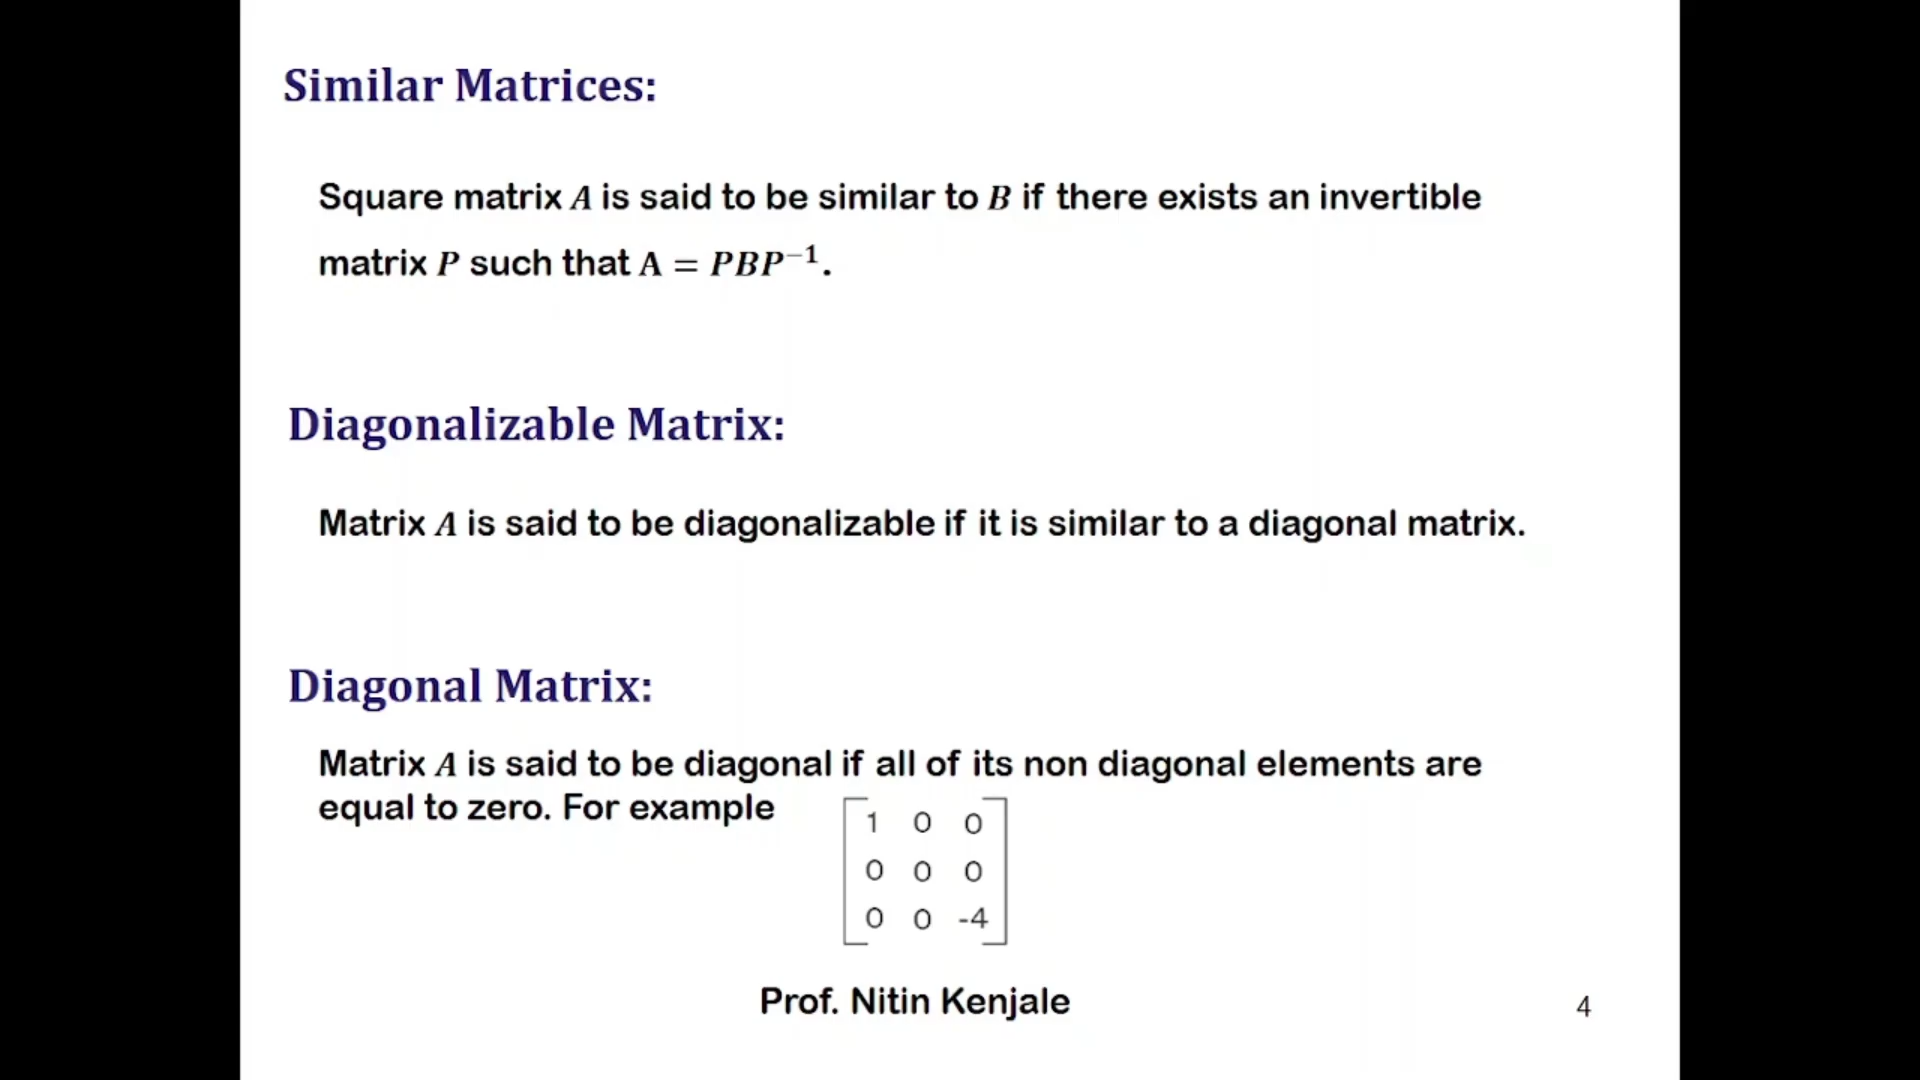 Similar Matrices:
Square matrix A is said to be similar to B if there exists an invertible
matrix P such that A = PBP⁻¹.
Diagonalizable Matrix:
Matrix A is said to be diagonalizable if it is similar to a diagonal matrix.
Diagonal Matrix:
Matrix A is said to be diagonal if all of its non diagonal elements are
equal to zero. For example
1 0 0
0 0 0
0 0 -4
Prof. Nitin Kenjale
4